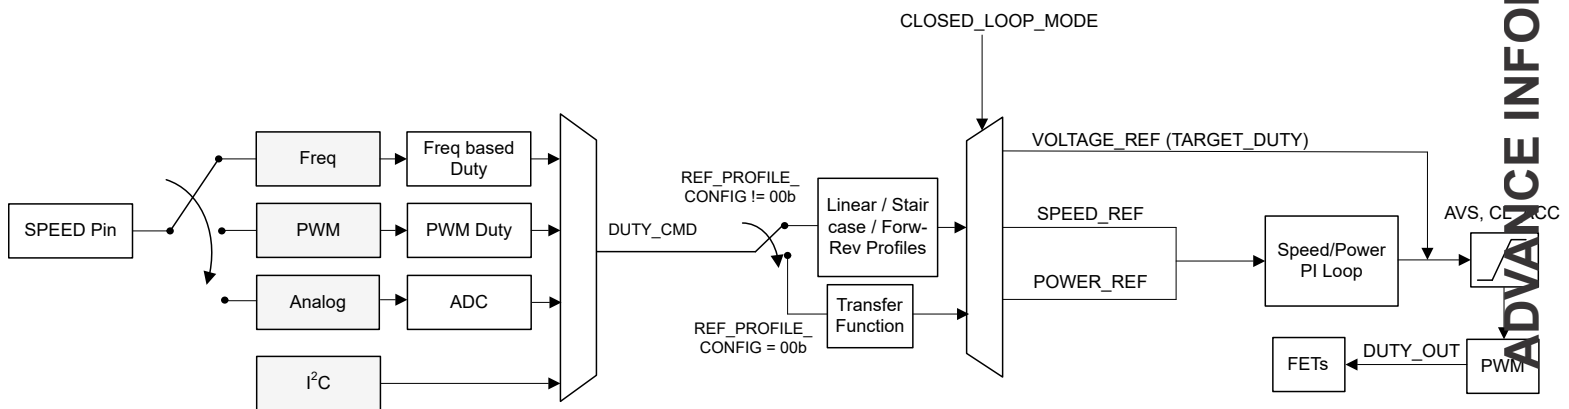 CLOSED_LOOP_MODE
SPEED Pin
Freq
Freq based
Duty
PWM
PWM Duty
Analog
ADC
I²C
DUTY_CMD
REF_PROFILE_
CONFIG != 00b
Linear / Stair
case / Forw-
Rev Profiles
REF_PROFILE_
CONFIG = 00b
Transfer
Function
VOLTAGE_REF (TARGET_DUTY)
SPEED_REF
POWER_REF
Speed/Power
PI Loop
AVS,
PWM
DUTY_OUT
FETs
ADVANCE